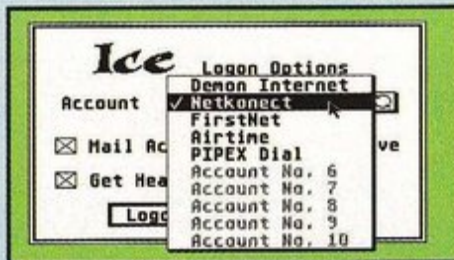 Ice Logon Options
Account
Demon Internet
✓ Netkonect
FirstNet
Airtime
PIPEX Dial
Account No. 6
Account No. 7
Account No. 8
Account No. 9
Account No. 10
Mail Ac ve
Get Hea
Logo